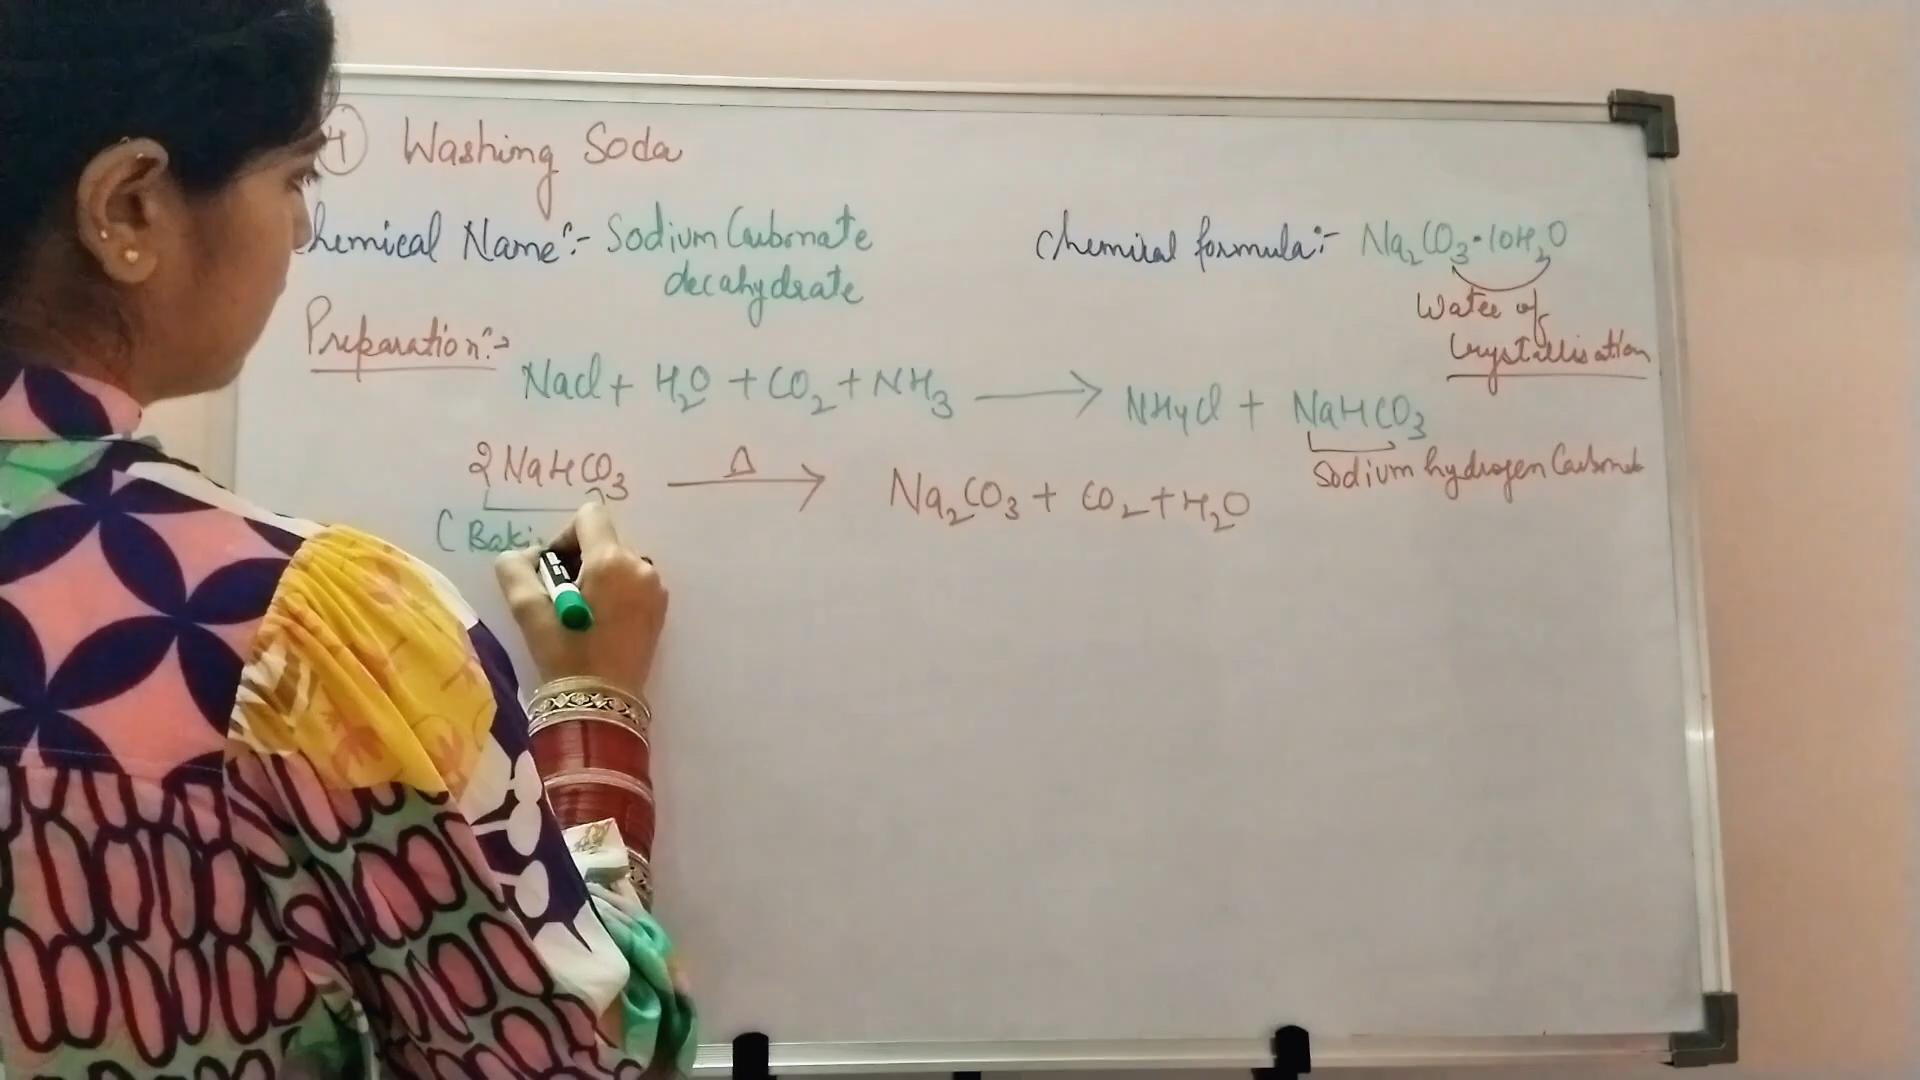 4 Washing Soda
Chemical Name:- Sodium Carbonate decahydrate
Chemical formula:- Na₂CO₃·10H₂O
Water of Crystallisation
Preparation:→
NaCl + H₂O + CO₂ + NH₃ ⟶ NH₄Cl + NaHCO₃
Sodium hydrogen Carbonate
2NaHCO₃ —Δ→ Na₂CO₃ + CO₂ + H₂O
(Baki